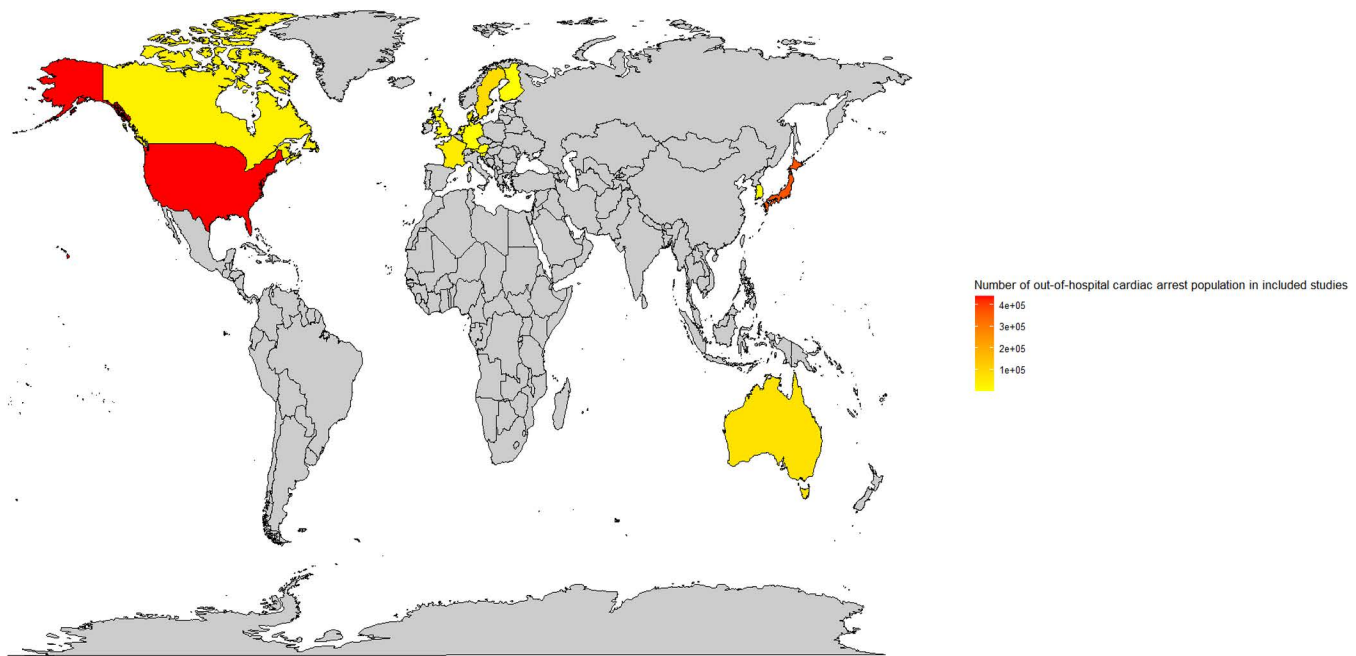 Number of out-of-hospital cardiac arrest population in included studies
4e+05
3e+05
2e+05
1e+05